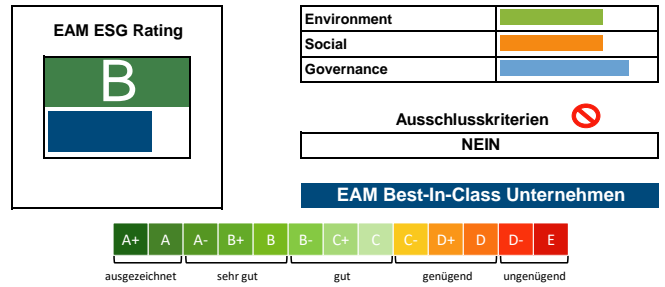 EAM ESG Rating
B
Environment
Social
Governance
Ausschlusskriterien
NEIN
EAM Best-In-Class Unternehmen
A+ A A- B+ B B- C+ C C- D+ D D- E
ausgezeichnet sehr gut gut genügend ungenügend